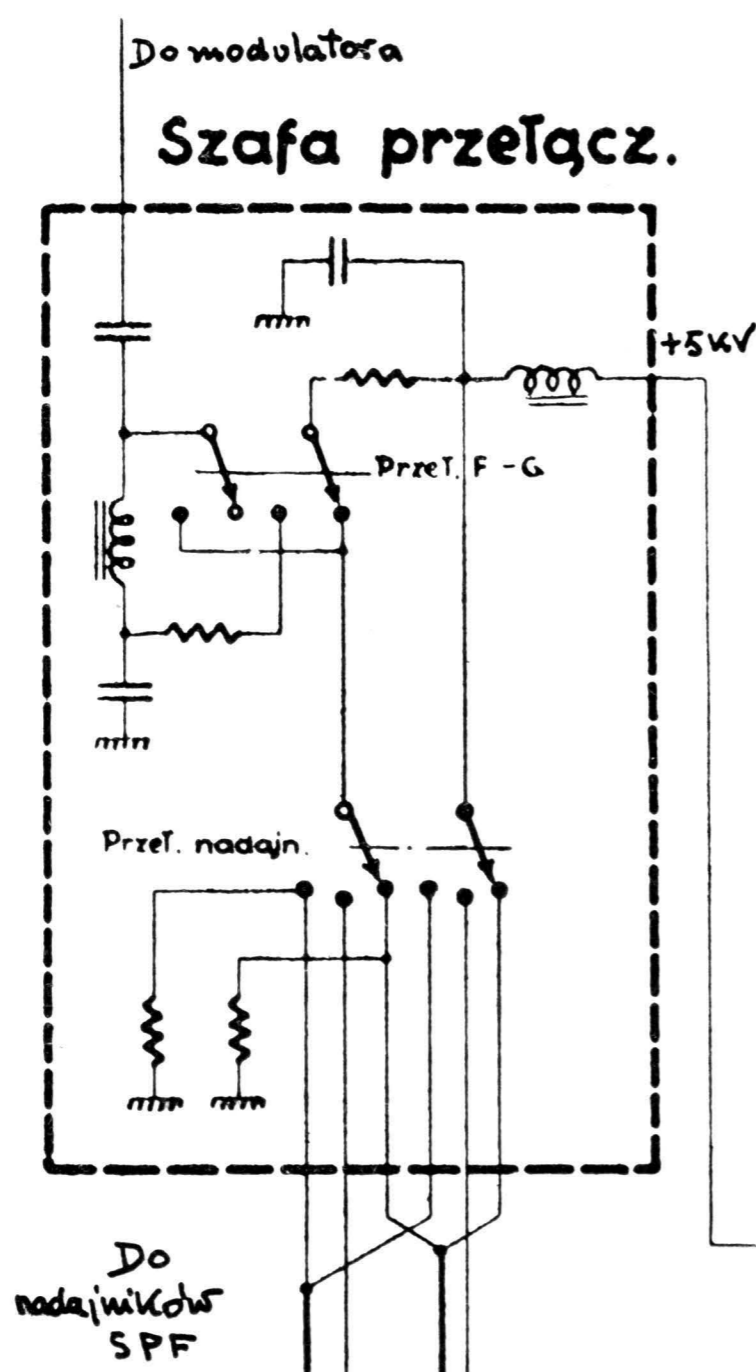 Do modulatora
Szafa przełącz.
+5KV
Przeł. F-G
Przeł. nadajn.
Do
nadajników
SPF